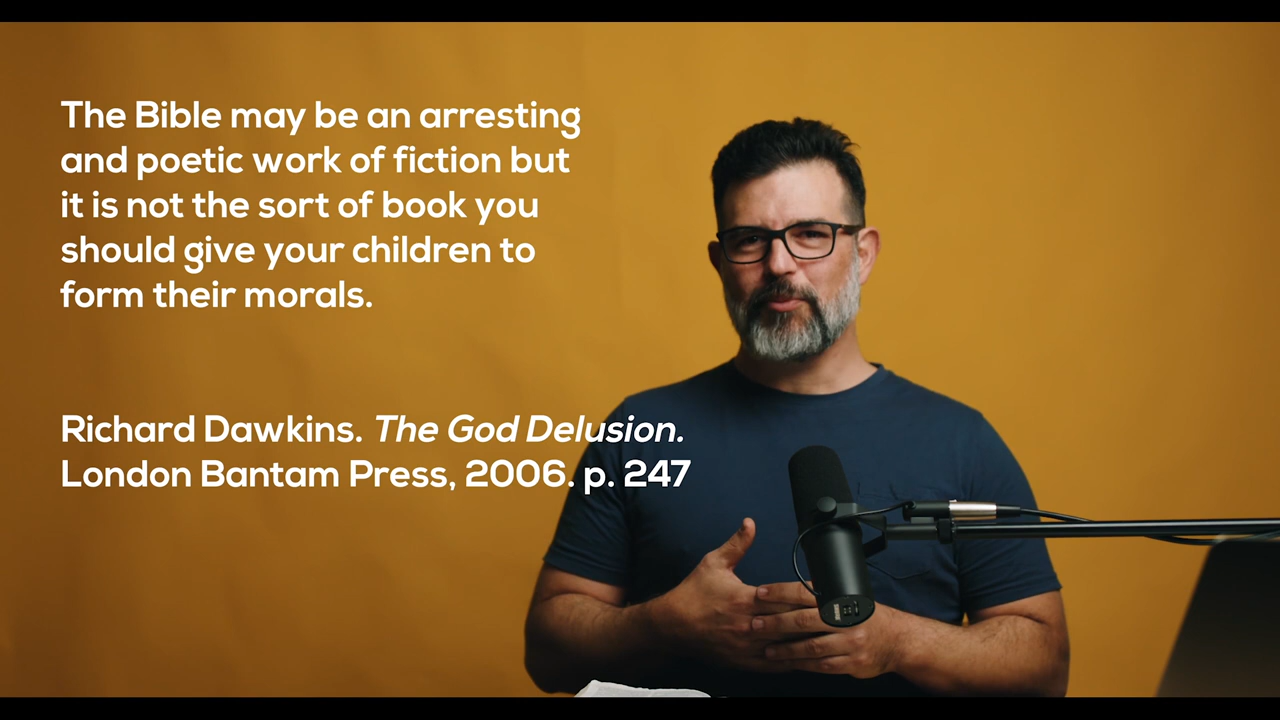 The Bible may be an arresting
and poetic work of fiction but
it is not the sort of book you
should give your children to
form their morals.
Richard Dawkins. The God Delusion.
London Bantam Press, 2006. p. 247